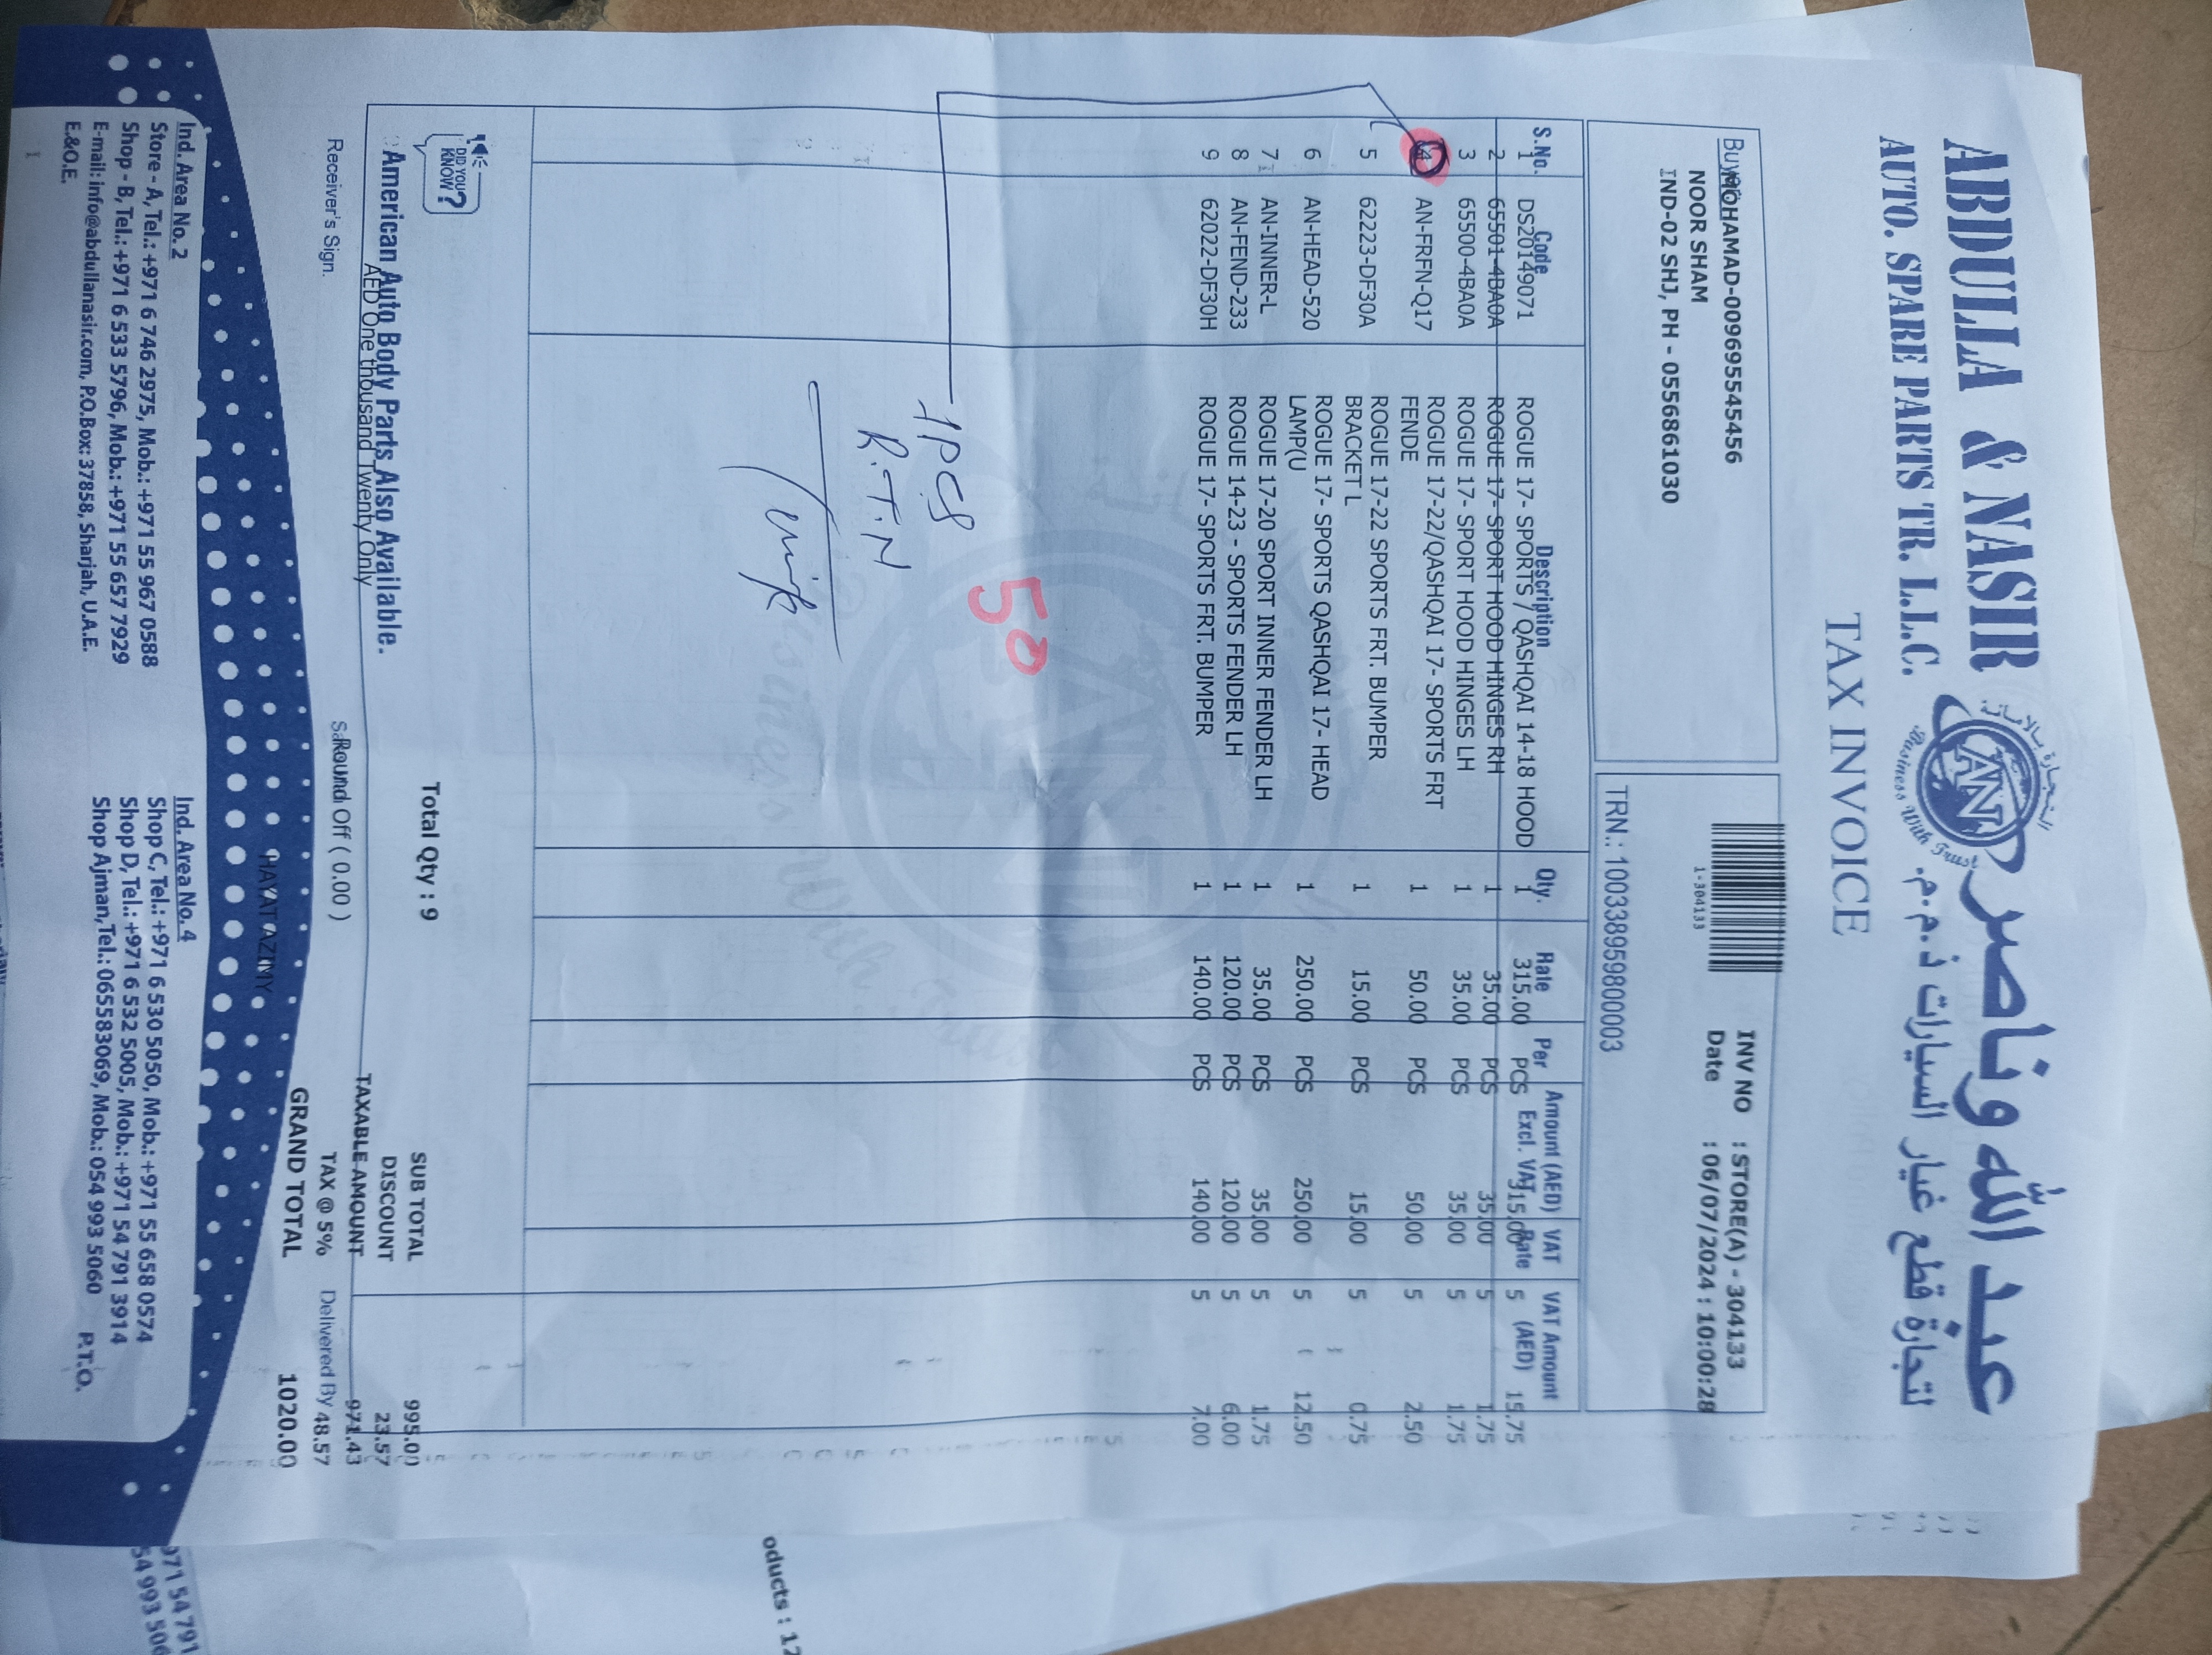 ABDULLA & NASIR
عبد الله وناصر
AUTO. SPARE PARTS TR. L.L.C.
لتجارة قطع غيار السيارات ذ.م.م.
AN
Business With Trust
TAX INVOICE
Buyer
MOHAMAD-00969555545456
NOOR SHAM
IND-02 SHJ, PH - 0556861030
1-304133
INV NO : STORE(A) - 304133
Date : 06/07/2024 : 10:00:28
TRN.: 100338959800003
S.No. Code Description Qty. Rate Per Amount (AED) Excl. VAT VAT Rate VAT Amount (AED)
1 DS20149071 ROGUE 17- SPORTS / QASHQAI 14-18 HOOD 1 315.00 PCS 315.00 5 15.75
2 65501-4BA0A ROGUE 17- SPORT HOOD HINGES RH 1 35.00 PCS 35.00 5 1.75
3 65500-4BA0A ROGUE 17- SPORT HOOD HINGES LH 1 35.00 PCS 35.00 5 1.75
4 AN-FRFN-Q17 ROGUE 17-22/QASHQAI 17- SPORTS FRT 1 50.00 PCS 50.00 5 2.50
FENDE
5 62223-DF30A ROGUE 17-22 SPORTS FRT. BUMPER 1 15.00 PCS 15.00 5 0.75
BRACKET L
6 AN-HEAD-520 ROGUE 17- SPORTS QASHQAI 17- HEAD 1 250.00 PCS 250.00 5 12.50
LAMP(U
7 AN-INNER-L ROGUE 17-20 SPORT INNER FENDER LH 1 35.00 PCS 35.00 5 1.75
8 AN-FEND-233 ROGUE 14-23 - SPORTS FENDER LH 1 120.00 PCS 120.00 5 6.00
9 62022-DF30H ROGUE 17- SPORTS FRT. BUMPER 1 140.00 PCS 140.00 5 7.00
50
1 PCS
R.T.N
DID YOU KNOW?
Total Qty : 9
SUB TOTAL 995.00
American Auto Body Parts Also Available.
DISCOUNT 23.57
AED One thousand Twenty Only
TAXABLE AMOUNT 971.43
Receiver's Sign.
Round Off ( 0.00 )
TAX @ 5% 48.57
Delivered By
GRAND TOTAL 1020.00
HAYAT AZIMY
Ind. Area No. 2
Store - A, Tel.: +971 6 746 2975, Mob.: +971 55 967 0588
Shop - B, Tel.: +971 6 533 5796, Mob.: +971 55 657 7929
E-mail: info@abdullanasir.com, P.O.Box: 37858, Sharjah, U.A.E.
E.&O.E.
Ind. Area No. 4
Shop C, Tel.: +971 6 530 5050, Mob.: +971 55 658 0574
Shop D, Tel.: +971 6 532 5005, Mob.: +971 54 791 3914
Shop Ajman, Tel.: 065583069, Mob.: 054 993 5060
P.T.O.
oducts : 12
971 54 791
54 993 506